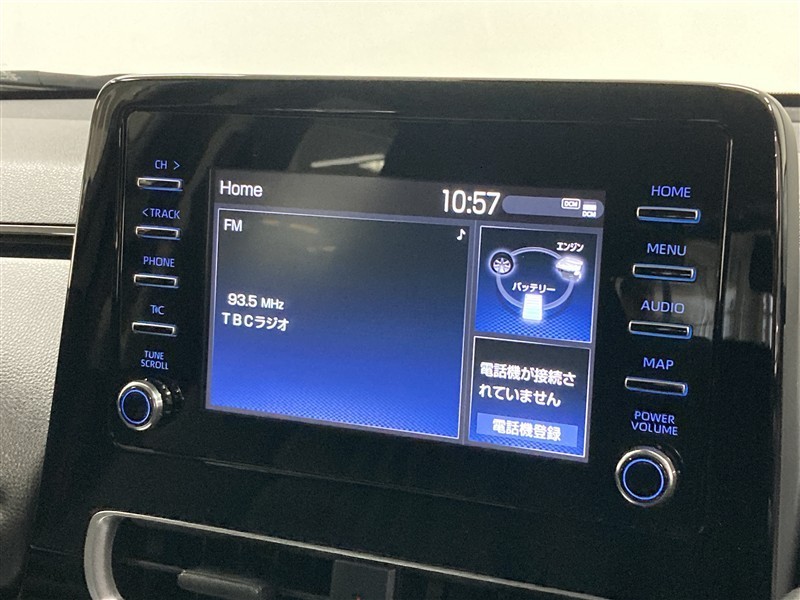 CH >
< TRACK
PHONE
T&C
TUNE
SCROLL
Home
10:57
DCM
DCM
FM
♪
93.5 MHz
TBCラジオ
エンジン
バッテリー
電話機が接続さ
れていません
電話機登録
HOME
MENU
AUDIO
MAP
POWER
VOLUME